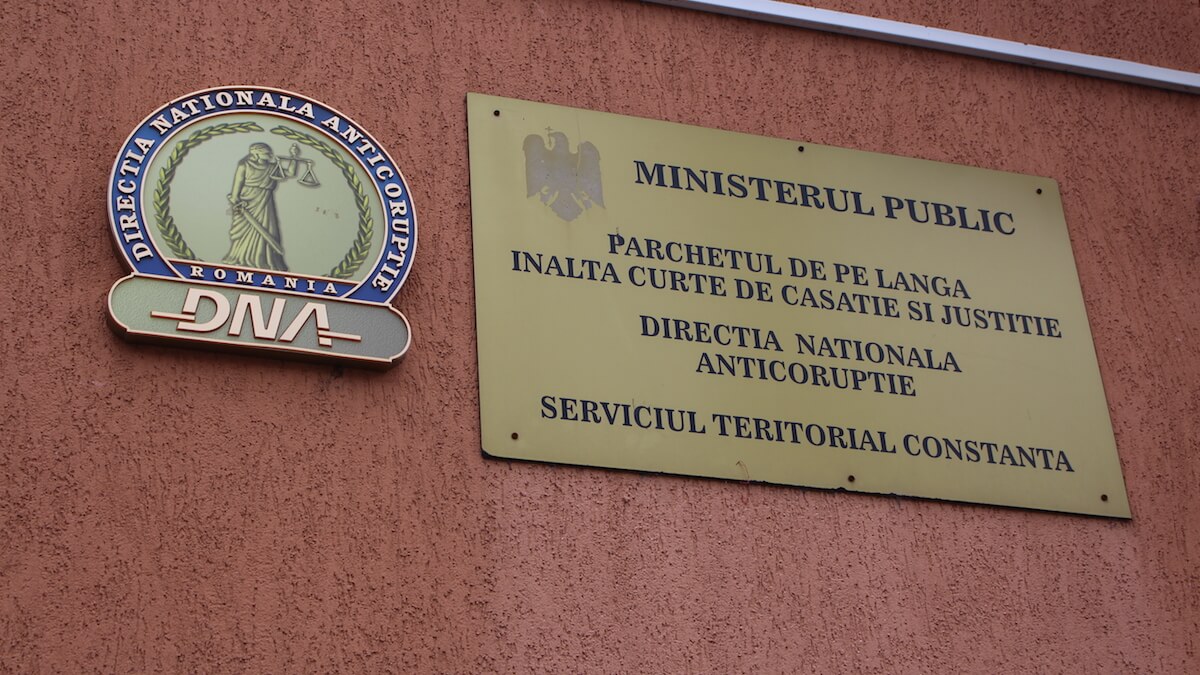 DIRECTIA NATIONALA ANTICORUPTIE
ROMANIA
DNA
MINISTERUL PUBLIC
PARCHETUL DE PE LANGA
INALTA CURTE DE CASATIE SI JUSTITIE
DIRECTIA NATIONALA
ANTICORUPTIE
SERVICIUL TERITORIAL CONSTANTA